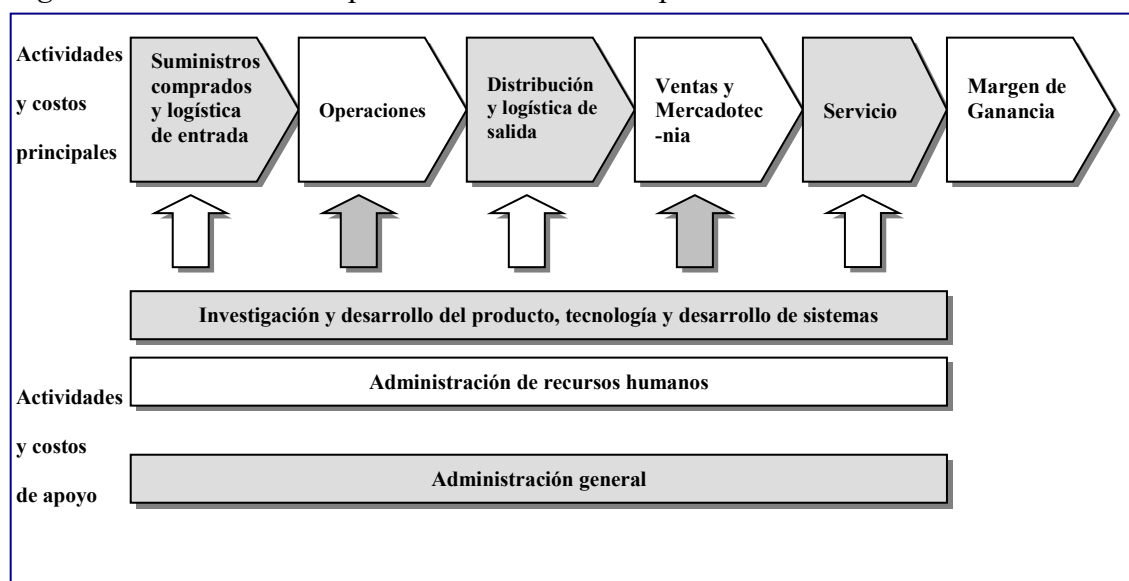 Actividades
y costos
principales
Suministros
comprados
y logística
de entrada
Operaciones
Distribución
y logística de
salida
Ventas y
Mercadotec
-nia
Servicio
Margen de
Ganancia
Investigación y desarrollo del producto, tecnología y desarrollo de sistemas
Administración de recursos humanos
Actividades
y costos
de apoyo
Administración general